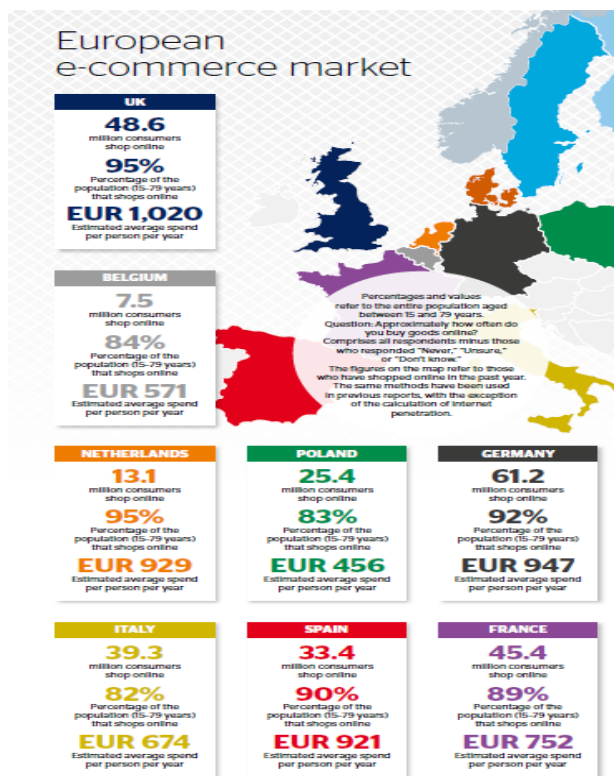 European
e-commerce market
UK
48.6
million consumers
shop online
95%
Percentage of the
population (15-79 years)
that shops online
EUR 1,020
Estimated average spend
per person per year
BELGIUM
7.5
million consumers
shop online
84%
Percentage of the
population (15-79 years)
that shops online
EUR 571
Estimated average spend
per person per year
Percentages and values
refer to the entire population aged
between 15 and 79 years.
Question: Approximately how often do
you buy goods online?
Comprises all respondents minus those
who responded "Never," "Unsure,"
or "Don't know."
The figures on the map refer to those
who have shopped online in the past year.
The same methods have been used
in previous reports, with the exception
of the calculation of internet
penetration.
NETHERLANDS
13.1
million consumers
shop online
95%
Percentage of the
population (15-79 years)
that shops online
EUR 929
Estimated average spend
per person per year
POLAND
25.4
million consumers
shop online
83%
Percentage of the
population (15-79 years)
that shops online
EUR 456
Estimated average spend
per person per year
GERMANY
61.2
million consumers
shop online
92%
Percentage of the
population (15-79 years)
that shops online
EUR 947
Estimated average spend
per person per year
ITALY
39.3
million consumers
shop online
82%
Percentage of the
population (15-79 years)
that shops online
EUR 674
Estimated average spend
per person per year
SPAIN
33.4
million consumers
shop online
90%
Percentage of the
population (15-79 years)
that shops online
EUR 921
Estimated average spend
per person per year
FRANCE
45.4
million consumers
shop online
89%
Percentage of the
population (15-79 years)
that shops online
EUR 752
Estimated average spend
per person per year